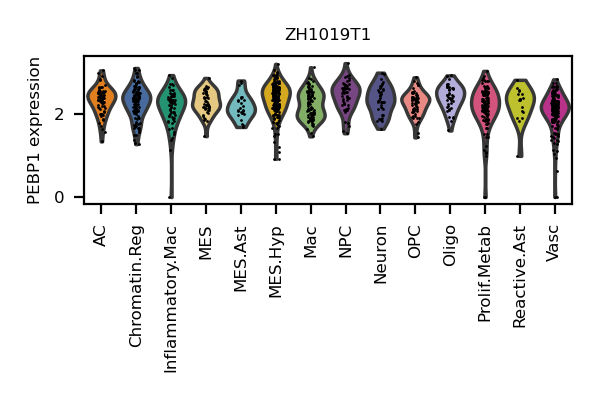 ZH1019T1
PEBP1 expression
2
0
AC
Chromatin.Reg
Inflammatory.Mac
MES
MES.Ast
MES.Hyp
Mac
NPC
Neuron
OPC
Oligo
Prolif.Metab
Reactive.Ast
Vasc